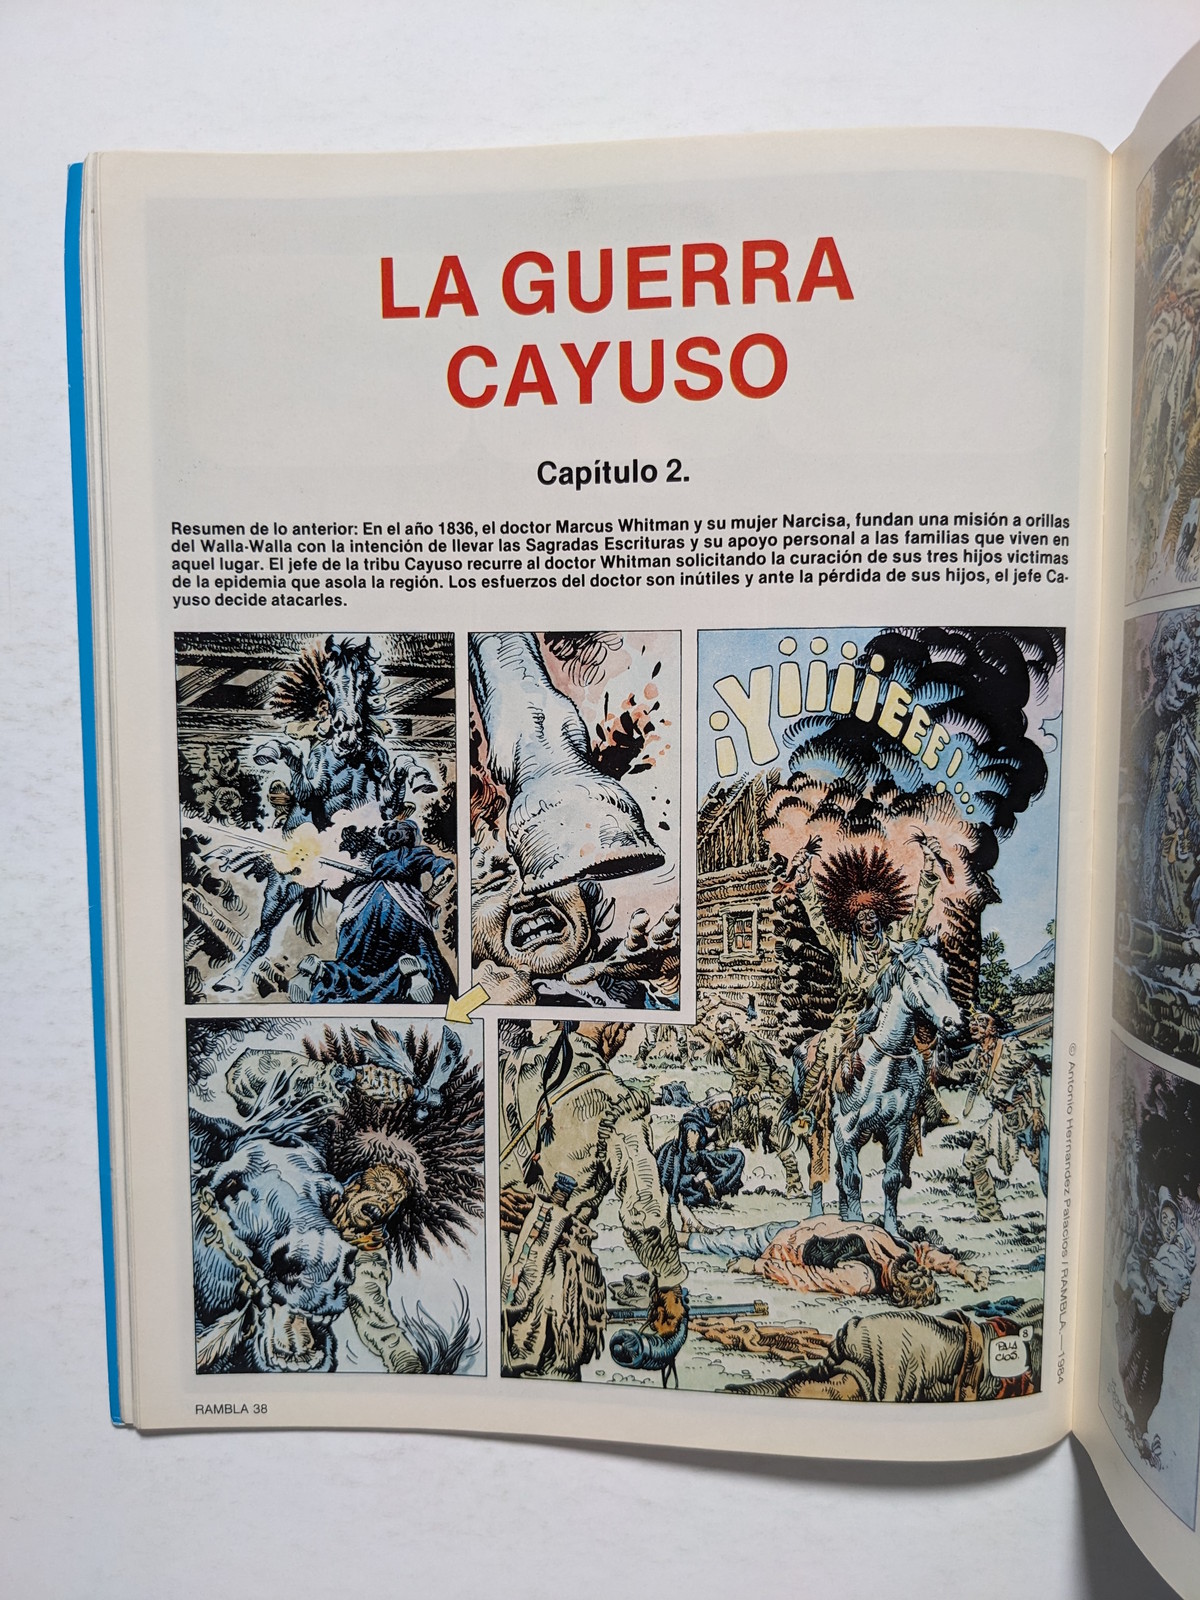 LA GUERRA
CAYUSO
Capítulo 2.
Resumen de lo anterior: En el año 1836, el doctor Marcus Whitman y su mujer Narcisa, fundan una misión a orillas
del Walla-Walla con la intención de llevar las Sagradas Escrituras y su apoyo personal a las familias que viven en
aquel lugar. El jefe de la tribu Cayuso recurre al doctor Whitman solicitando la curación de sus tres hijos victimas
de la epidemia que asola la región. Los esfuerzos del doctor son inútiles y ante la pérdida de sus hijos, el jefe Ca-
yuso decide atacarles.
¡Yiiiiieee!...
8
PALA
CIOS.
© Antonio Hernandez Palacios / RAMBLA.—1984
RAMBLA 38